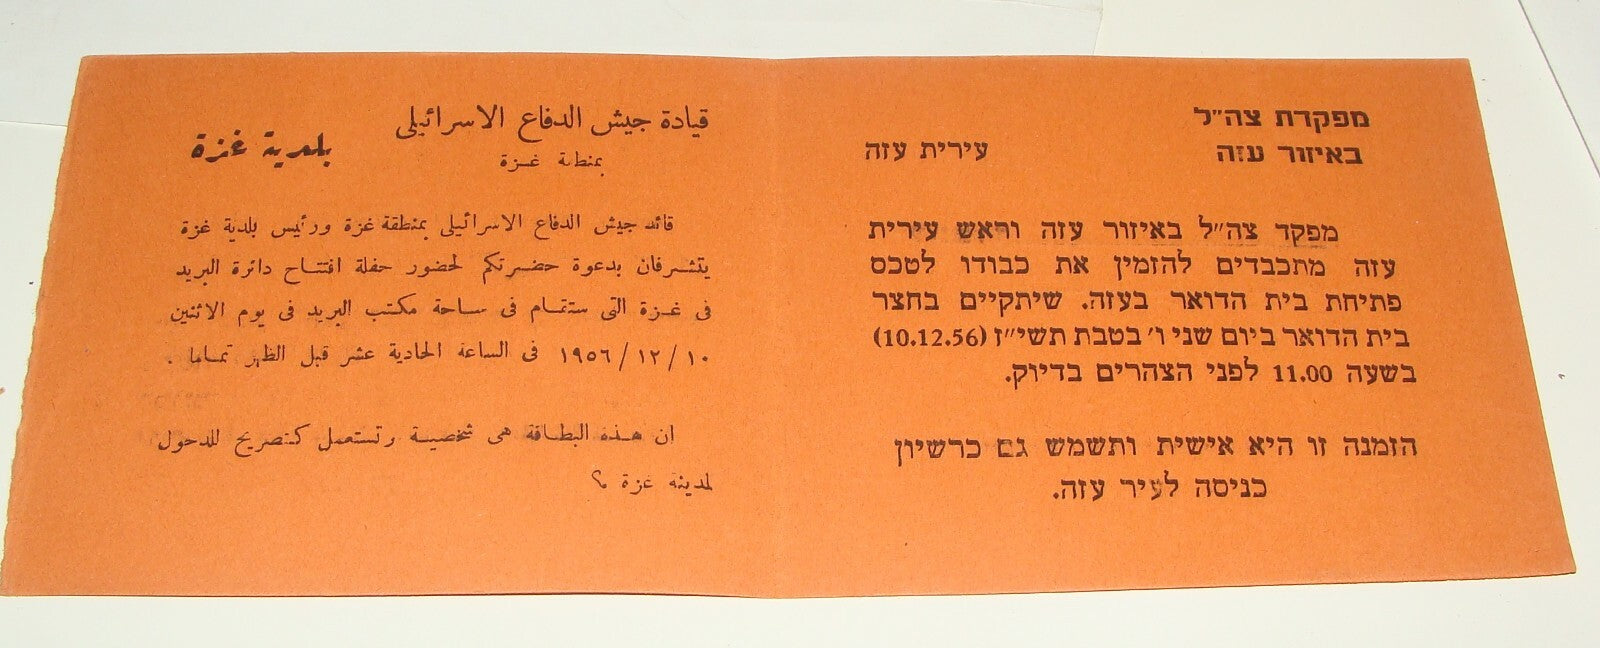 מפקדת צה״ל
באיזור עזה
עירית עזה
מפקד צה״ל באיזור עזה וראש עירית
עזה מתכבדים להזמין את כבודו לטכס
פתיחת בית הדואר בעזה. שיתקיים בחצר
בית הדואר ביום שני ו׳ בטבת תשי״ז (10.12.56)
בשעה 11.00 לפני הצהרים בדיוק.
הזמנה זו היא אישית ותשמש גם כרשיון
כניסה לעיר עזה.
قيادة جيش الدفاع الاسرائيلى
بمنطقة غزة
بلدية غزة
قائد جيش الدفاع الاسرائيلى بمنطقة غزة ورئيس بلدية غزة
يتشرفان بدعوة حضرتكم لحضور حفلة افتتاح دائرة البريد
فى غزة التى ستقام فى ساحة مكتب البريد فى يوم الاثنين
١٠/١٢/١٩٥٦ فى الساعة الحادية عشر قبل الظهر تماما .
ان هذه البطاقة هى شخصية وتستعمل كتصريح للدخول
لمدينة غزة ؟